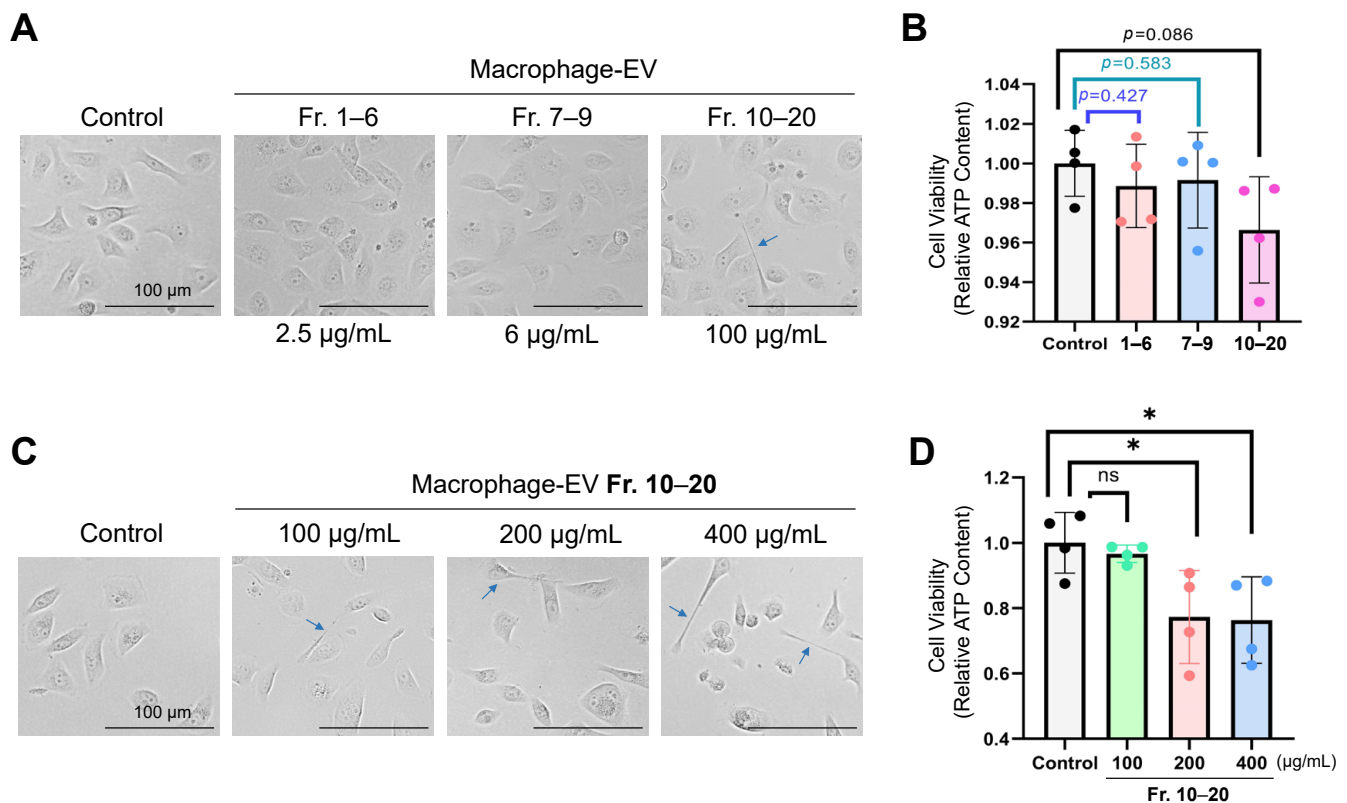 A
Macrophage-EV
Control
Fr. 1–6
Fr. 7–9
Fr. 10–20
100 µm
2.5 µg/mL
6 µg/mL
100 µg/mL
B
p=0.086
p=0.583
p=0.427
Cell Viability
(Relative ATP Content)
1.04
1.02
1.00
0.98
0.96
0.94
0.92
Control 1–6 7–9 10–20
C
Macrophage-EV Fr. 10–20
Control
100 µg/mL
200 µg/mL
400 µg/mL
100 µm
D
*
*
ns
Cell Viability
(Relative ATP Content)
1.2
1.0
0.8
0.6
0.4
Control 100 200 400 (µg/mL)
Fr. 10–20